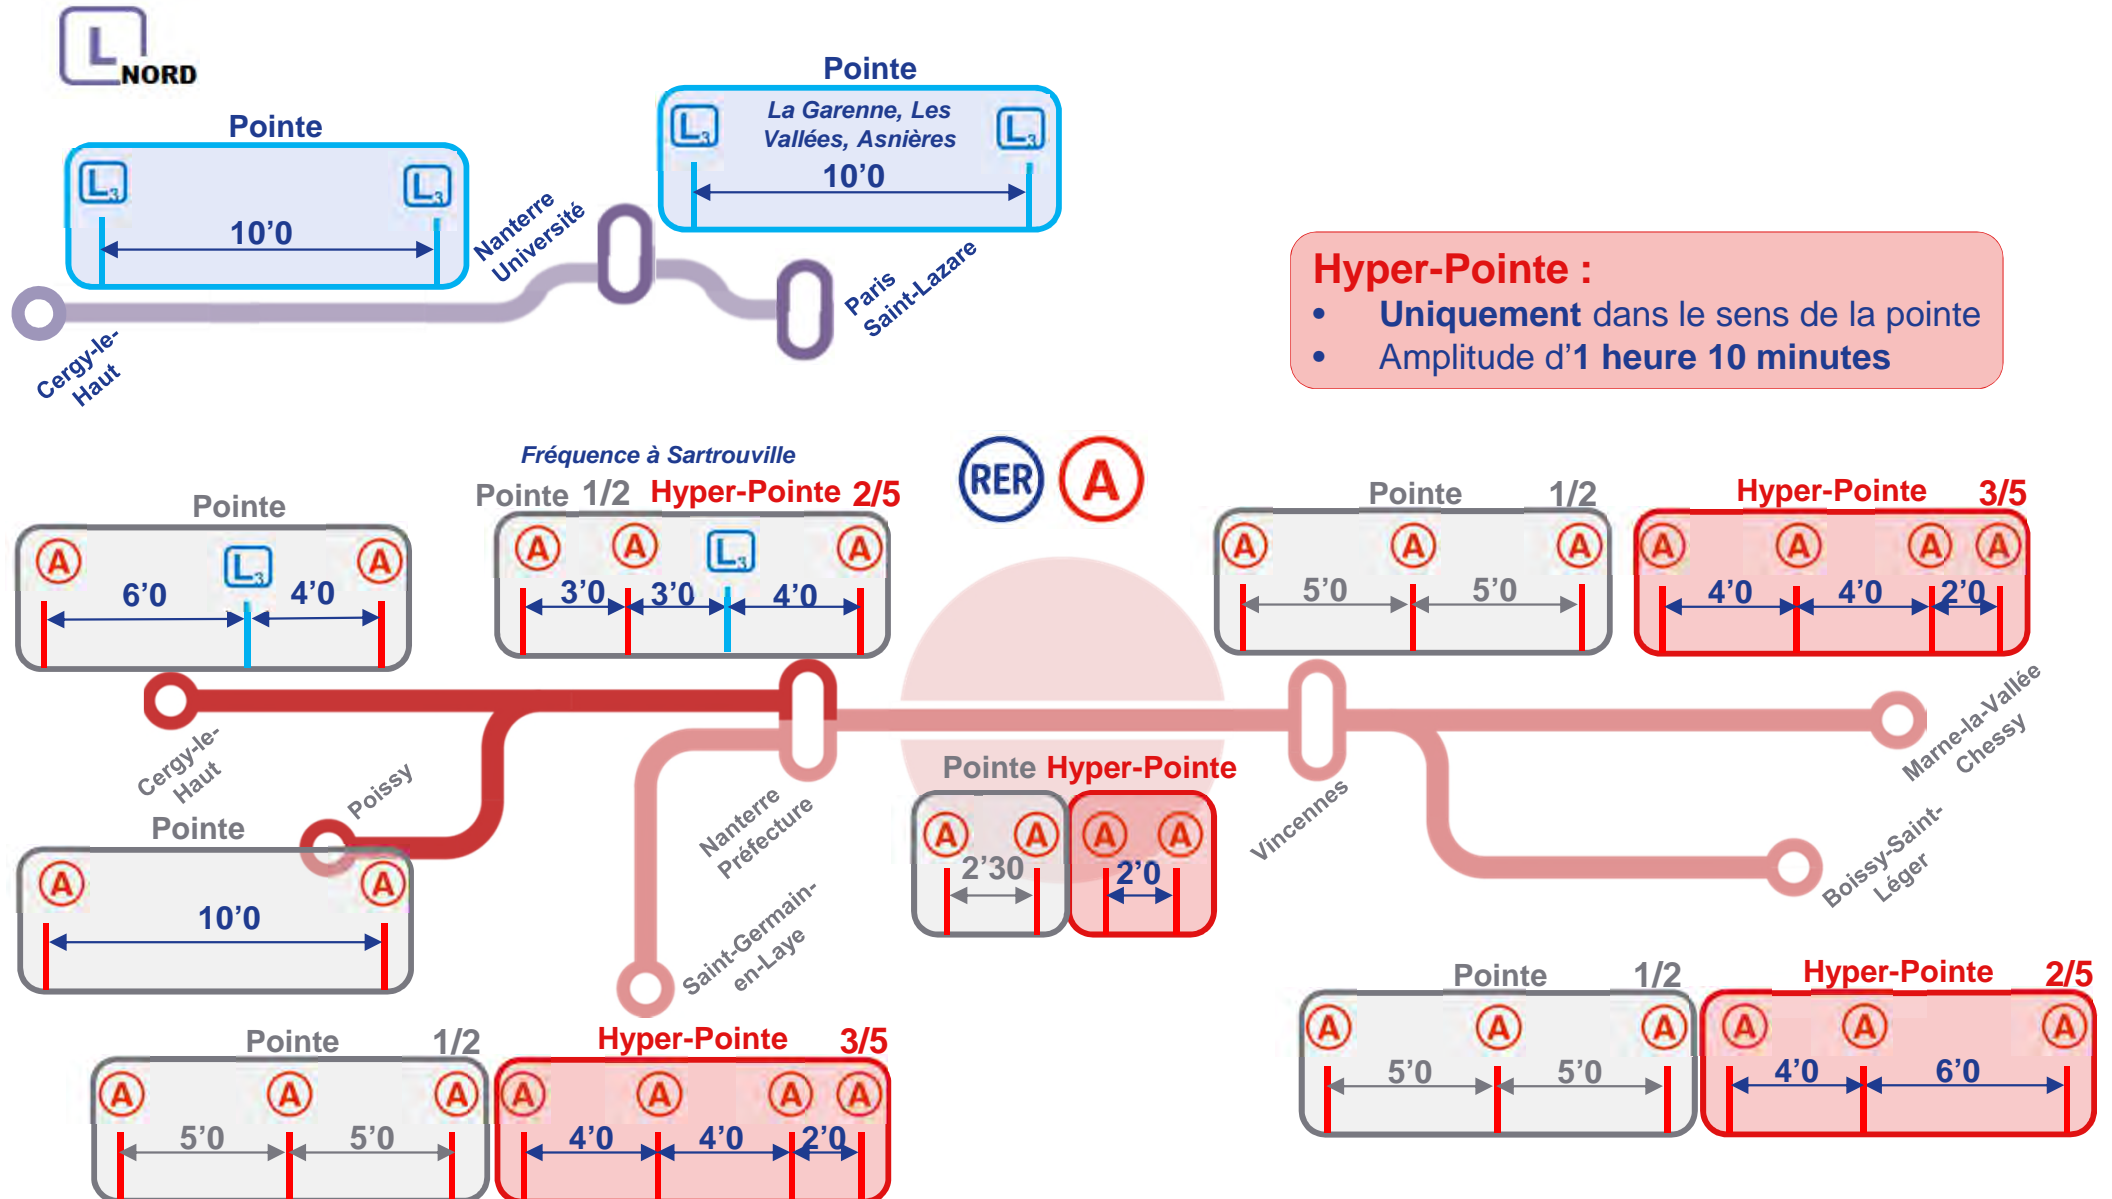 L
NORD
Pointe
L3
L3
10’0
Nanterre
Université
Pointe
L3
La Garenne, Les
Vallées, Asnières
L3
10’0
Paris
Saint-Lazare
Cergy-le-
Haut
Hyper-Pointe :
• Uniquement dans le sens de la pointe
• Amplitude d’1 heure 10 minutes
RER A
Pointe
A L3 A
6’0 4’0
Fréquence à Sartrouville
Pointe 1/2 Hyper-Pointe 2/5
A A L3 A
3’0 3’0 4’0
Pointe 1/2
A A A
5’0 5’0
Hyper-Pointe 3/5
A A A A
4’0 4’0 2’0
Cergy-le-
Haut
Poissy
Nanterre
Préfecture
Saint-Germain-
en-Laye
Vincennes
Marne-la-Vallée
Chessy
Boissy-Saint-
Léger
Pointe
A A
10’0
Pointe Hyper-Pointe
A A A A
2’30 2’0
Pointe 1/2
A A A
5’0 5’0
Hyper-Pointe 3/5
A A A A
4’0 4’0 2’0
Pointe 1/2
A A A
5’0 5’0
Hyper-Pointe 2/5
A A A
4’0 6’0